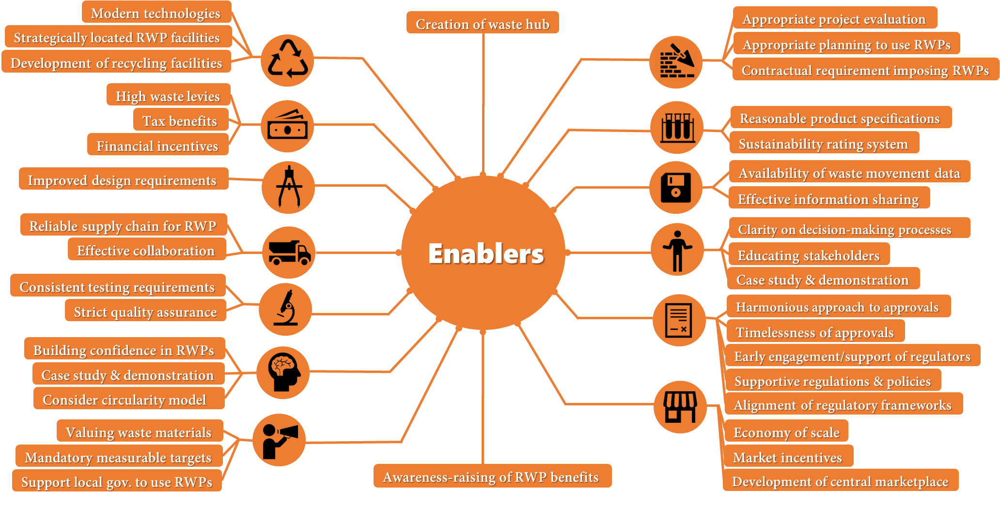 Modern technologies
Strategically located RWP facilities
Development of recycling facilities
High waste levies
Tax benefits
Financial incentives
Improved design requirements
Reliable supply chain for RWP
Effective collaboration
Consistent testing requirements
Strict quality assurance
Building confidence in RWPs
Case study & demonstration
Consider circularity model
Valuing waste materials
Mandatory measurable targets
Support local gov. to use RWPs
Creation of waste hub
Enablers
Awareness-raising of RWP benefits
Appropriate project evaluation
Appropriate planning to use RWPs
Contractual requirement imposing RWPs
Reasonable product specifications
Sustainability rating system
Availability of waste movement data
Effective information sharing
Clarity on decision-making processes
Educating stakeholders
Case study & demonstration
Harmonious approach to approvals
Timelessness of approvals
Early engagement/support of regulators
Supportive regulations & policies
Alignment of regulatory frameworks
Economy of scale
Market incentives
Development of central marketplace